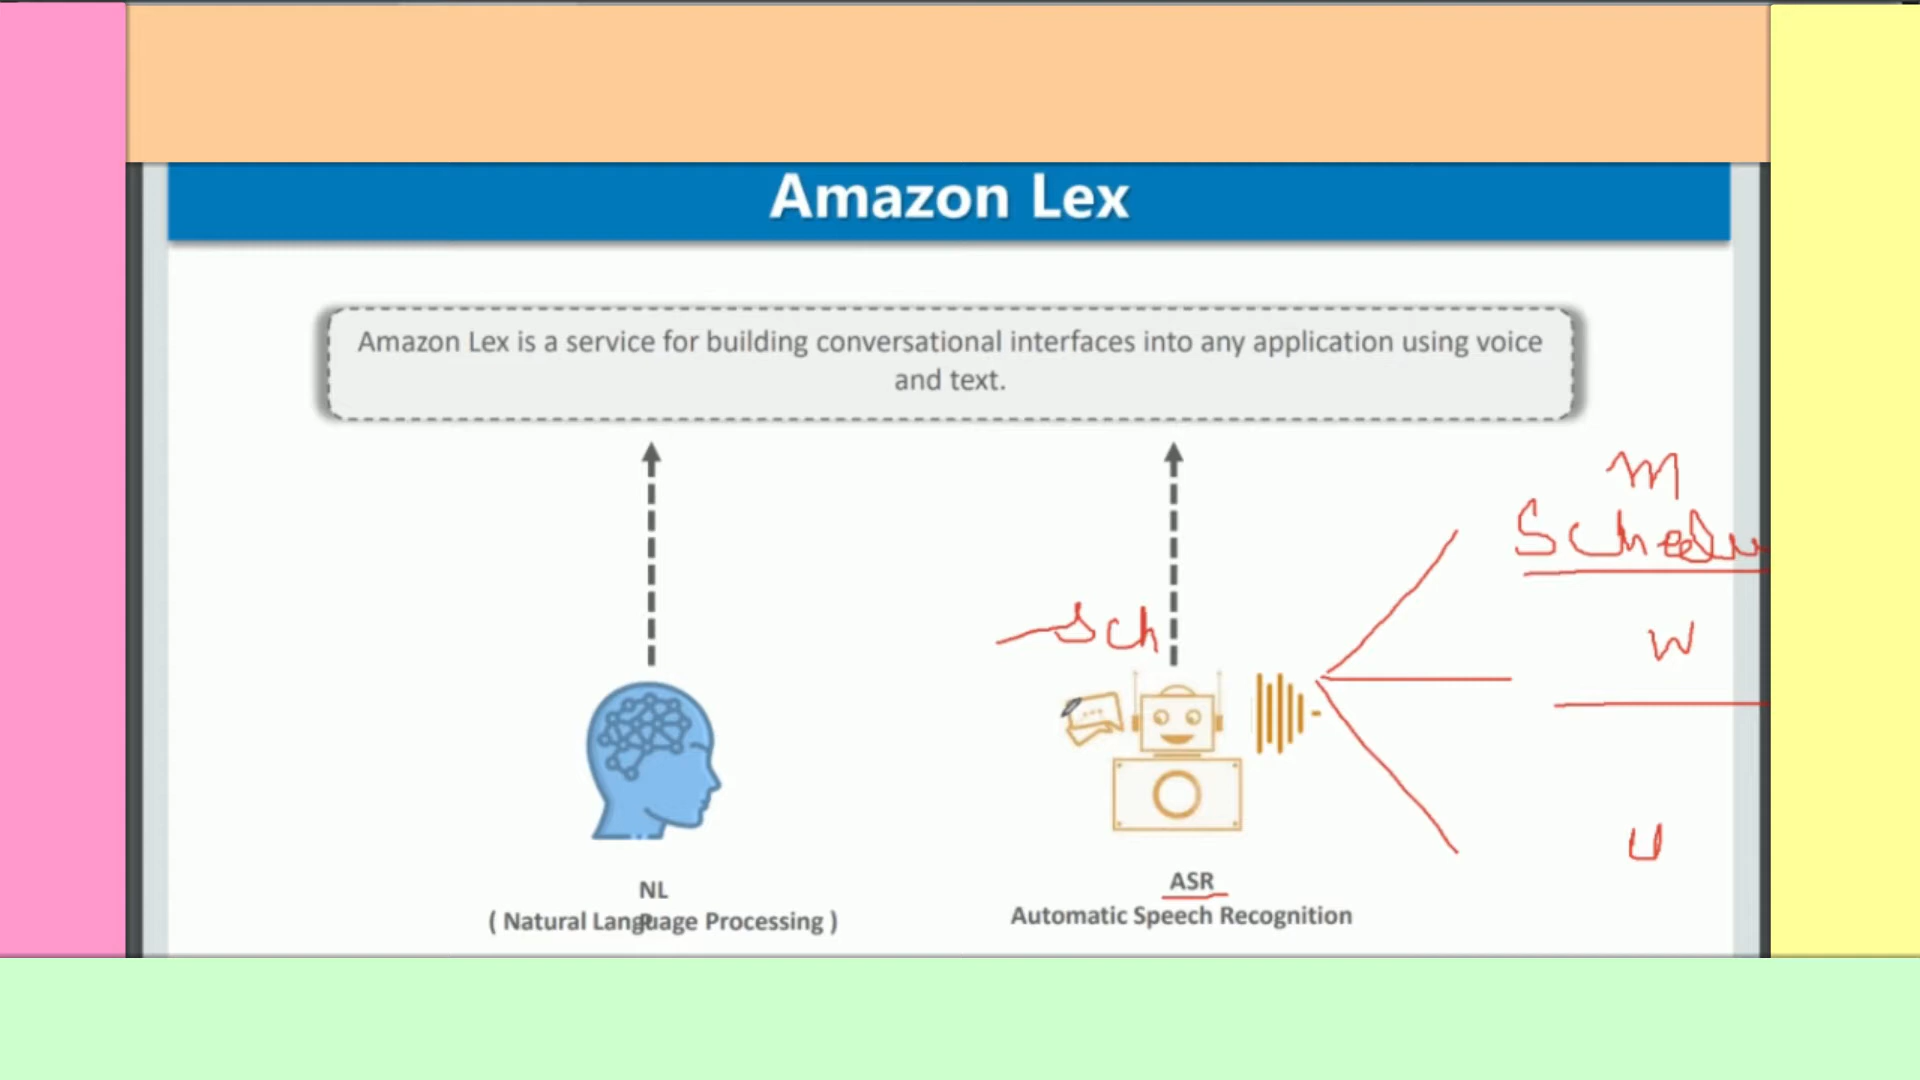 Amazon Lex
Amazon Lex is a service for building conversational interfaces into any application using voice
and text.
m
Schedu
Sch
W
U
NL
P
( Natural Language Processing )
ASR
Automatic Speech Recognition